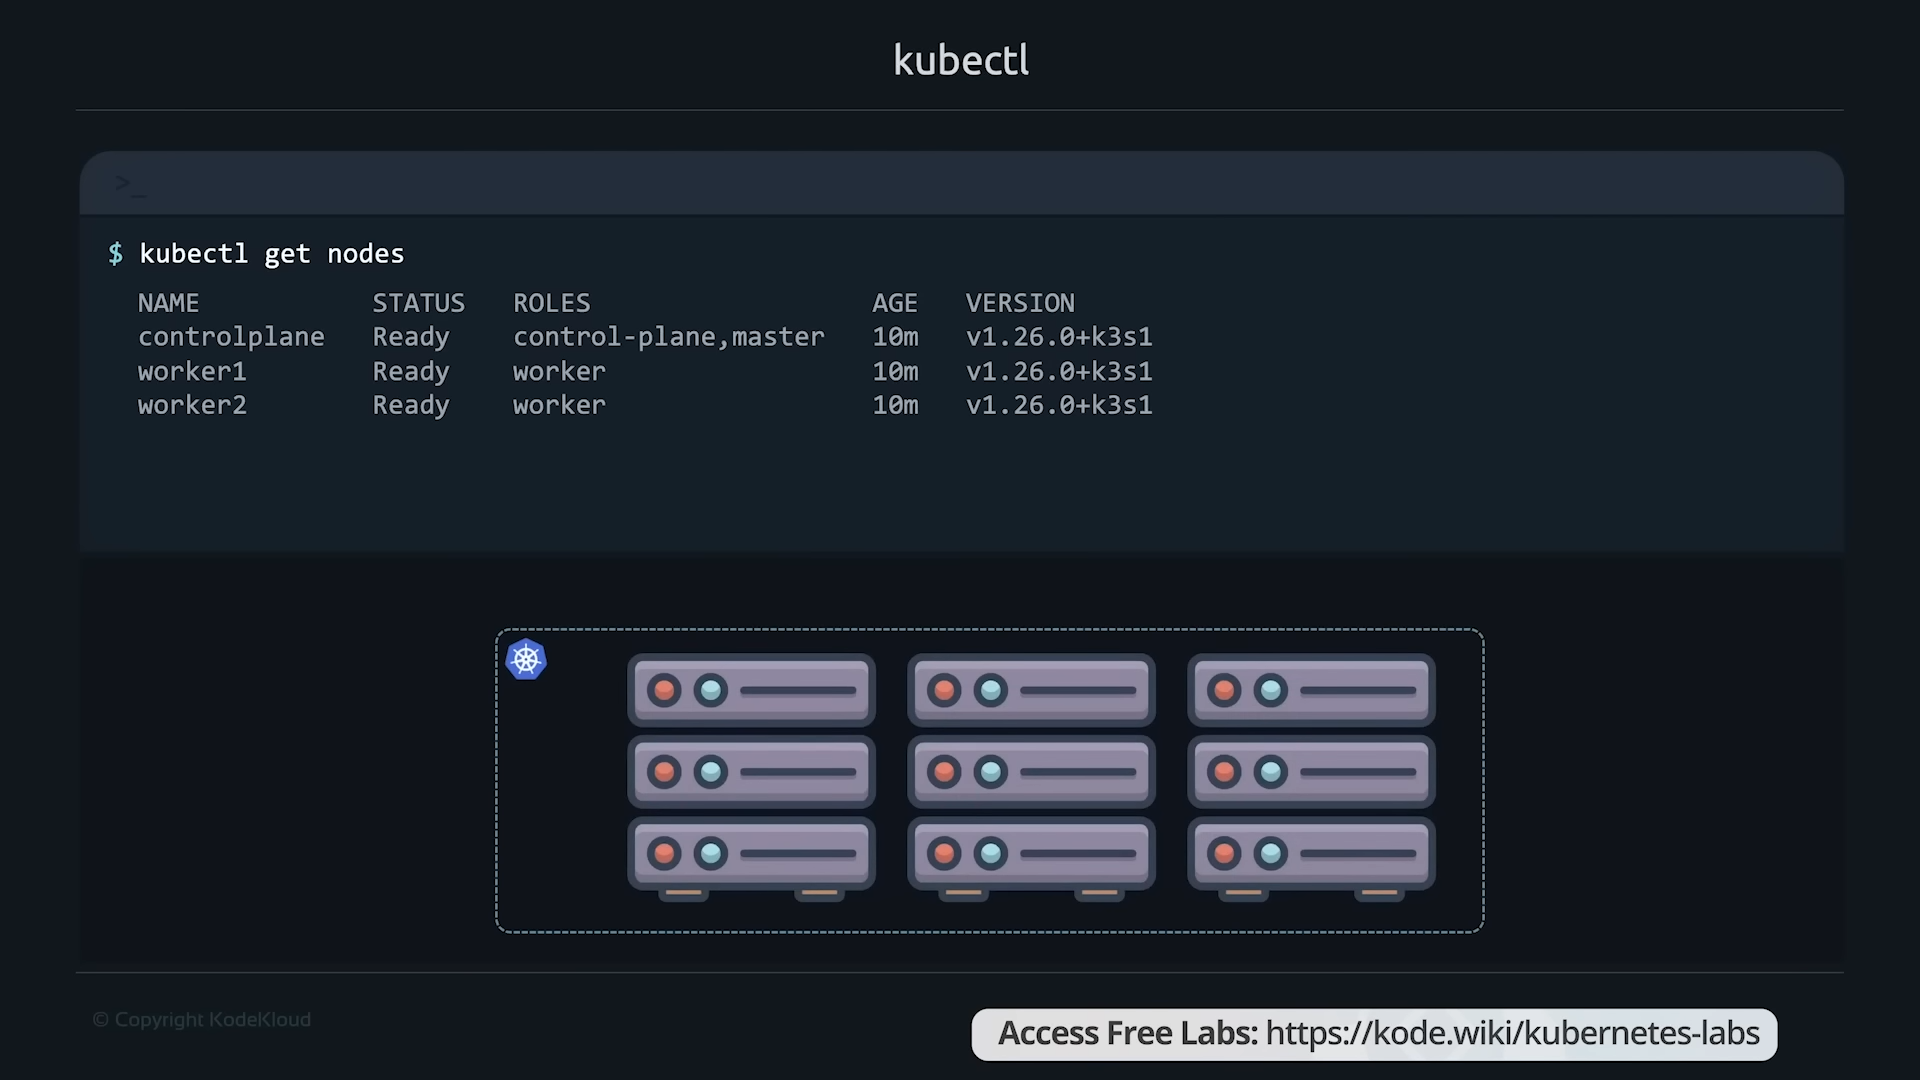 kubectl
>_
$ kubectl get nodes
NAME STATUS ROLES AGE VERSION
controlplane Ready control-plane,master 10m v1.26.0+k3s1
worker1 Ready worker 10m v1.26.0+k3s1
worker2 Ready worker 10m v1.26.0+k3s1
© Copyright KodeKloud
Access Free Labs: https://kode.wiki/kubernetes-labs